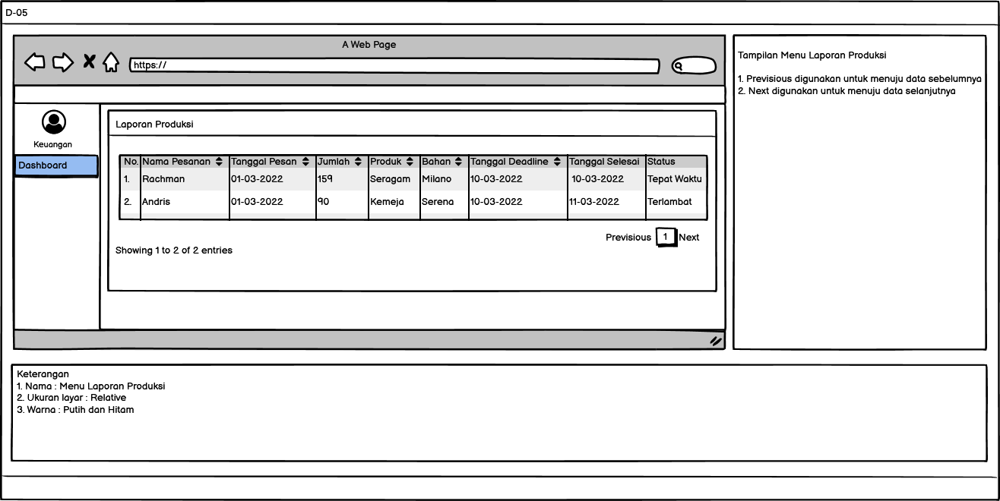 D-05
A Web Page
https://
Keuangan
Dashboard
Laporan Produksi
No. Nama Pesanan Tanggal Pesan Jumlah Produk Bahan Tanggal Deadline Tanggal Selesai Status
1. Rachman 01-03-2022 159 Seragam Milano 10-03-2022 10-03-2022 Tepat Waktu
2. Andris 01-03-2022 90 Kemeja Serena 10-03-2022 11-03-2022 Terlambat
Previsious 1 Next
Showing 1 to 2 of 2 entries
Tampilan Menu Laporan Produksi
1. Previsious digunakan untuk menuju data sebelumnya
2. Next digunakan untuk menuju data selanjutnya
Keterangan
1. Nama : Menu Laporan Produksi
2. Ukuran layar : Relative
3. Warna : Putih dan Hitam